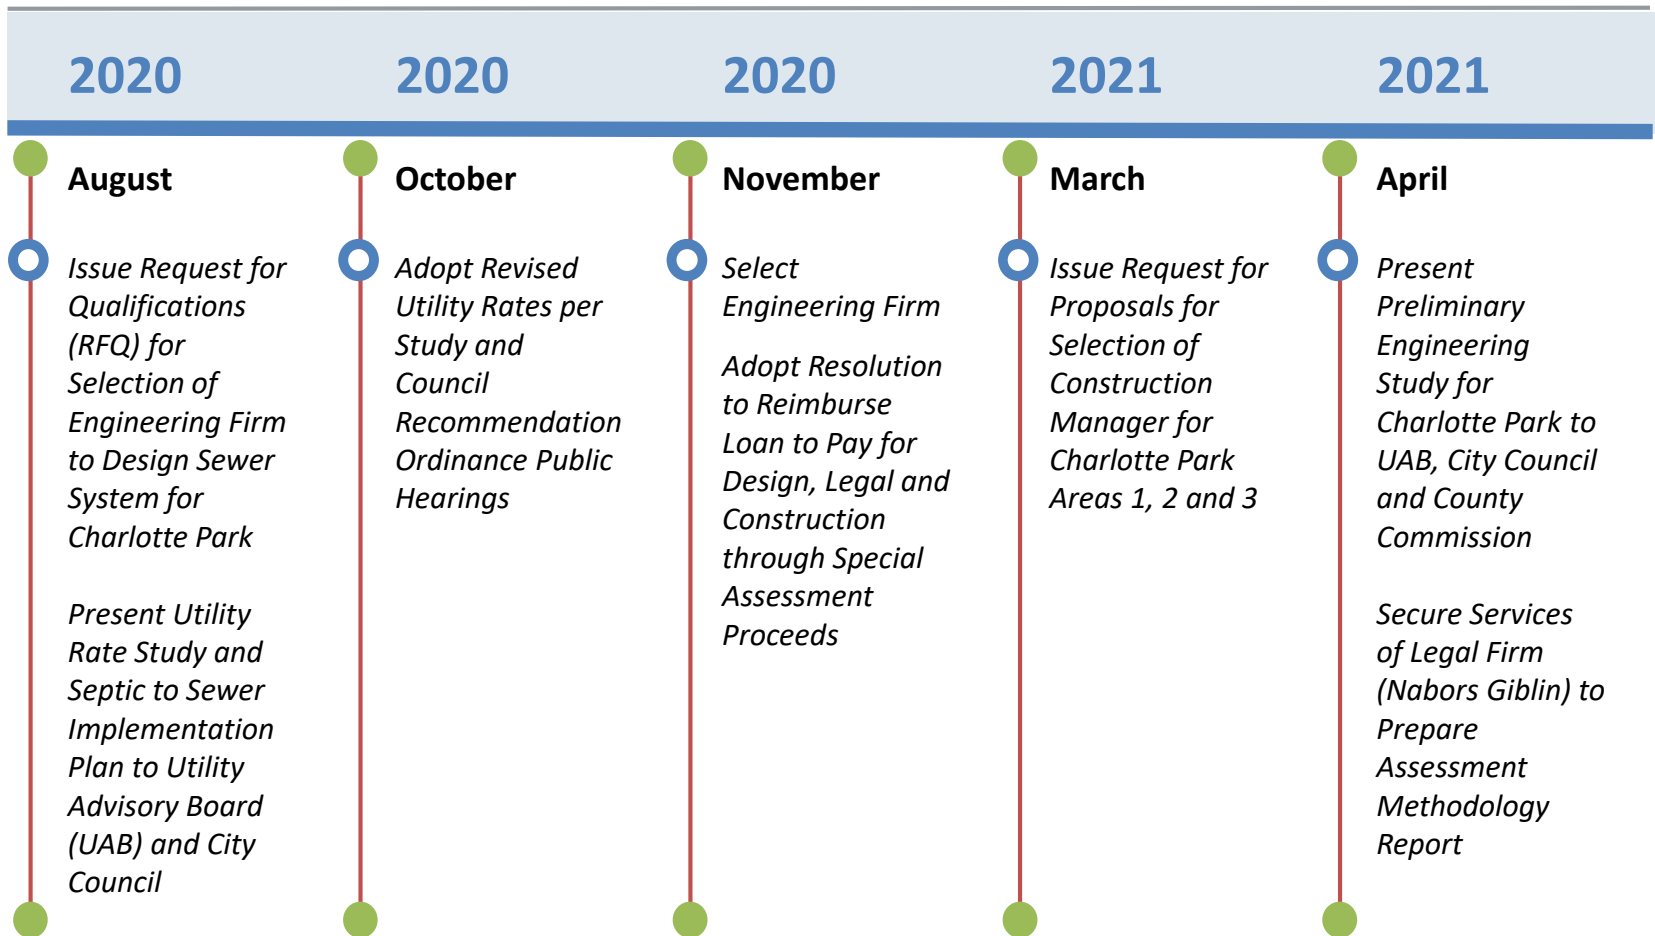 2020
August
Issue Request for
Qualifications
(RFQ) for
Selection of
Engineering Firm
to Design Sewer
System for
Charlotte Park
Present Utility
Rate Study and
Septic to Sewer
Implementation
Plan to Utility
Advisory Board
(UAB) and City
Council
2020
October
Adopt Revised
Utility Rates per
Study and
Council
Recommendation
Ordinance Public
Hearings
2020
November
Select
Engineering Firm
Adopt Resolution
to Reimburse
Loan to Pay for
Design, Legal and
Construction
through Special
Assessment
Proceeds
2021
March
Issue Request for
Proposals for
Selection of
Construction
Manager for
Charlotte Park
Areas 1, 2 and 3
2021
April
Present
Preliminary
Engineering
Study for
Charlotte Park to
UAB, City Council
and County
Commission
Secure Services
of Legal Firm
(Nabors Giblin) to
Prepare
Assessment
Methodology
Report